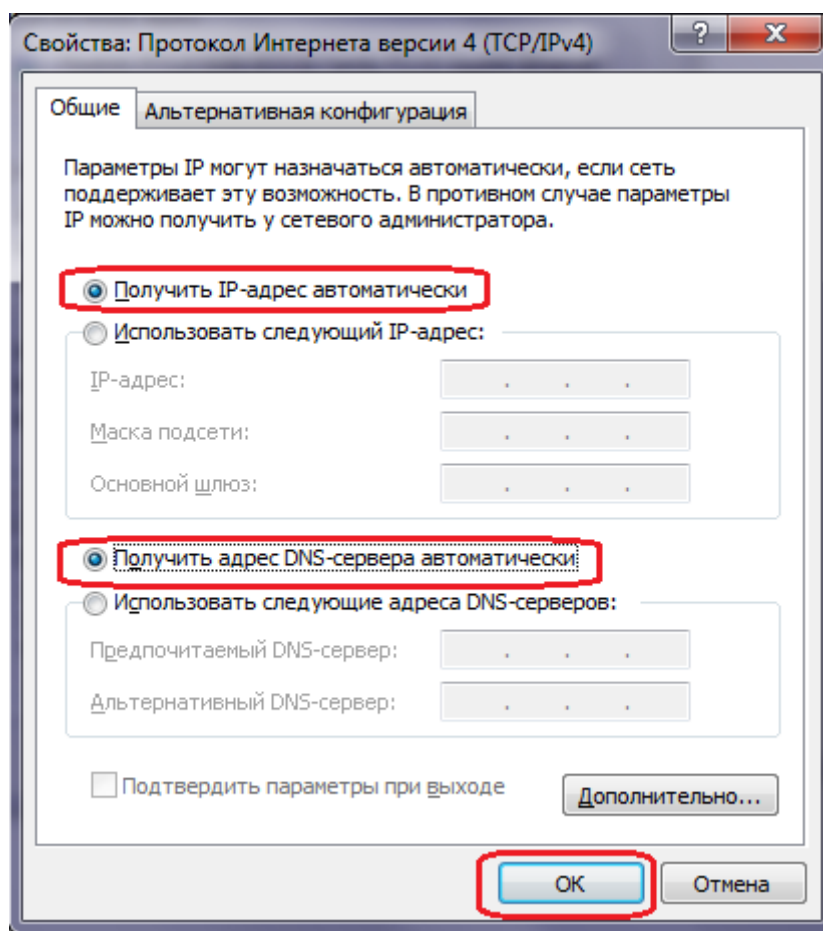 Свойства: Протокол Интернета версии 4 (TCP/IPv4)
?
X
Общие
Альтернативная конфигурация
Параметры IP могут назначаться автоматически, если сеть
поддерживает эту возможность. В противном случае параметры
IP можно получить у сетевого администратора.
Получить IP-адрес автоматически
Использовать следующий IP-адрес:
IP-адрес:
. . .
Маска подсети:
. . .
Основной шлюз:
. . .
Получить адрес DNS-сервера автоматически
Использовать следующие адреса DNS-серверов:
Предпочитаемый DNS-сервер:
. . .
Альтернативный DNS-сервер:
. . .
Подтвердить параметры при выходе
Дополнительно...
ОК
Отмена